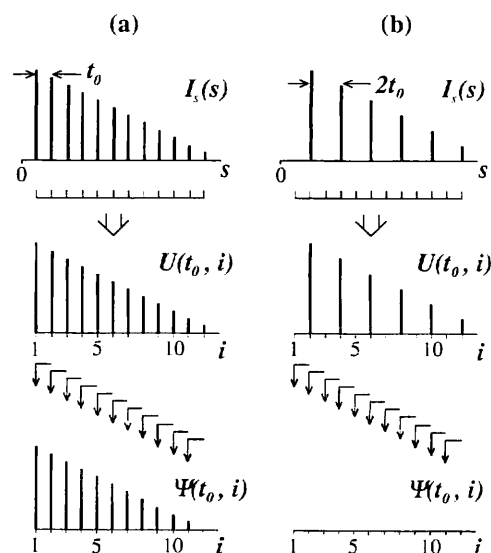 (a) (b)
t₀ Iₛ(s) 2t₀ Iₛ(s)
0 s 0 s
U(t₀, i) U(t₀, i)
1 5 10 i 1 5 10 i
Ψ(t₀, i) Ψ(t₀, i)
1 5 10 i 1 5 10 i